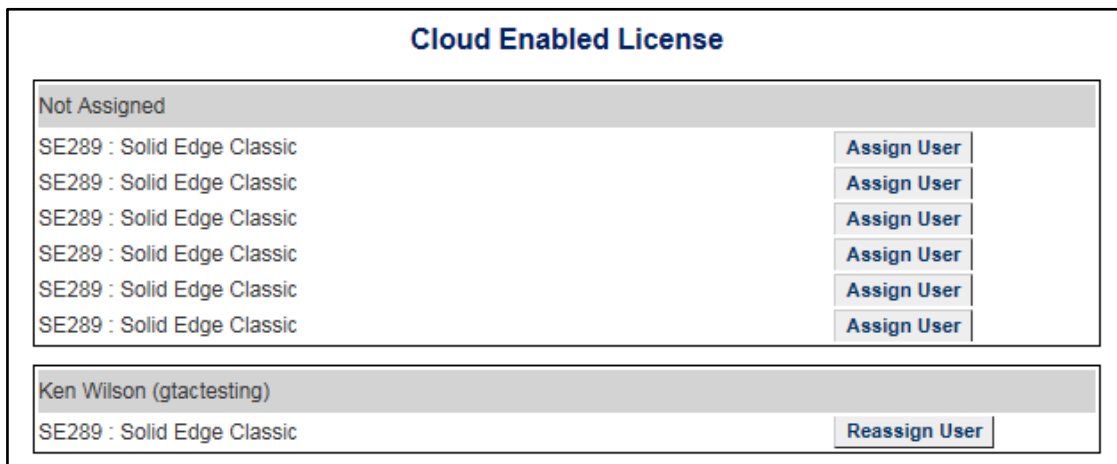 Cloud Enabled License
Not Assigned
SE289 : Solid Edge Classic Assign User
SE289 : Solid Edge Classic Assign User
SE289 : Solid Edge Classic Assign User
SE289 : Solid Edge Classic Assign User
SE289 : Solid Edge Classic Assign User
SE289 : Solid Edge Classic Assign User
Ken Wilson (gtactesting)
SE289 : Solid Edge Classic Reassign User